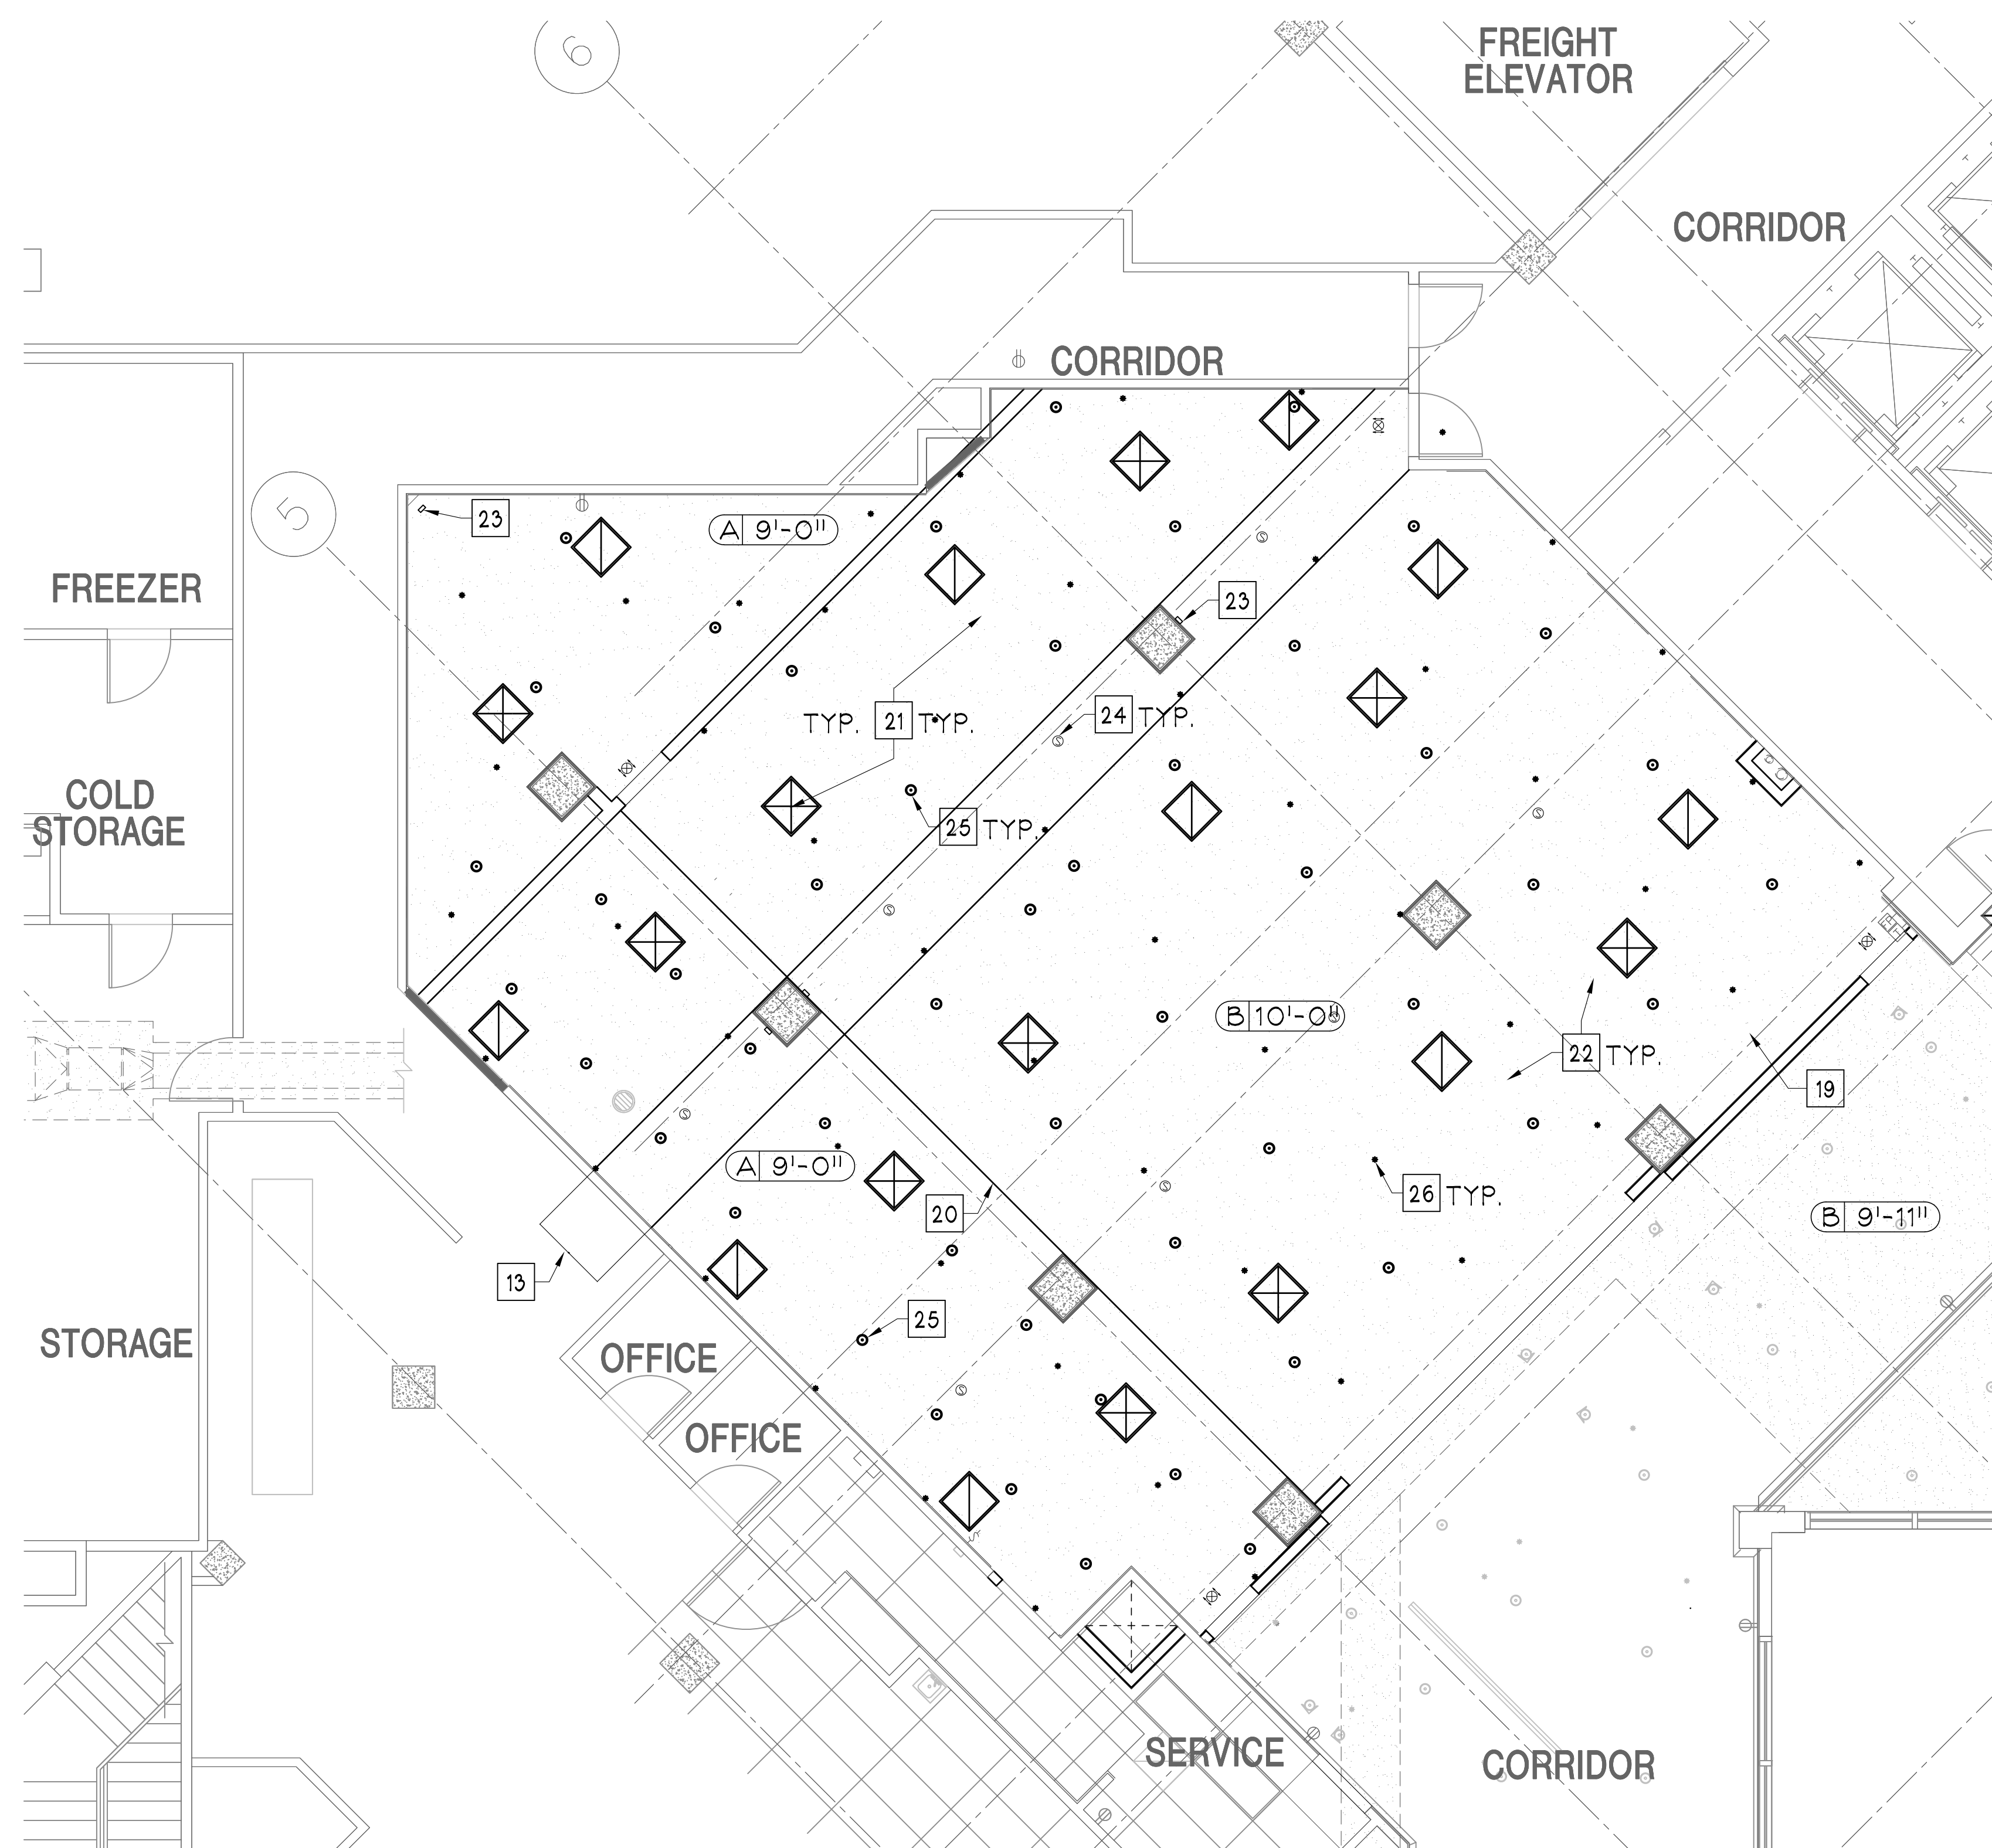 6
FREIGHT
ELEVATOR
CORRIDOR
CORRIDOR
5
23
A 9'-0"
FREEZER
23
TYP. 21 TYP.
24 TYP.
COLD
STORAGE
25 TYP.
B 10'-0"
22 TYP.
19
A 9'-0"
26 TYP.
20
B 9'-11"
13
25
STORAGE
OFFICE
OFFICE
SERVICE
CORRIDOR